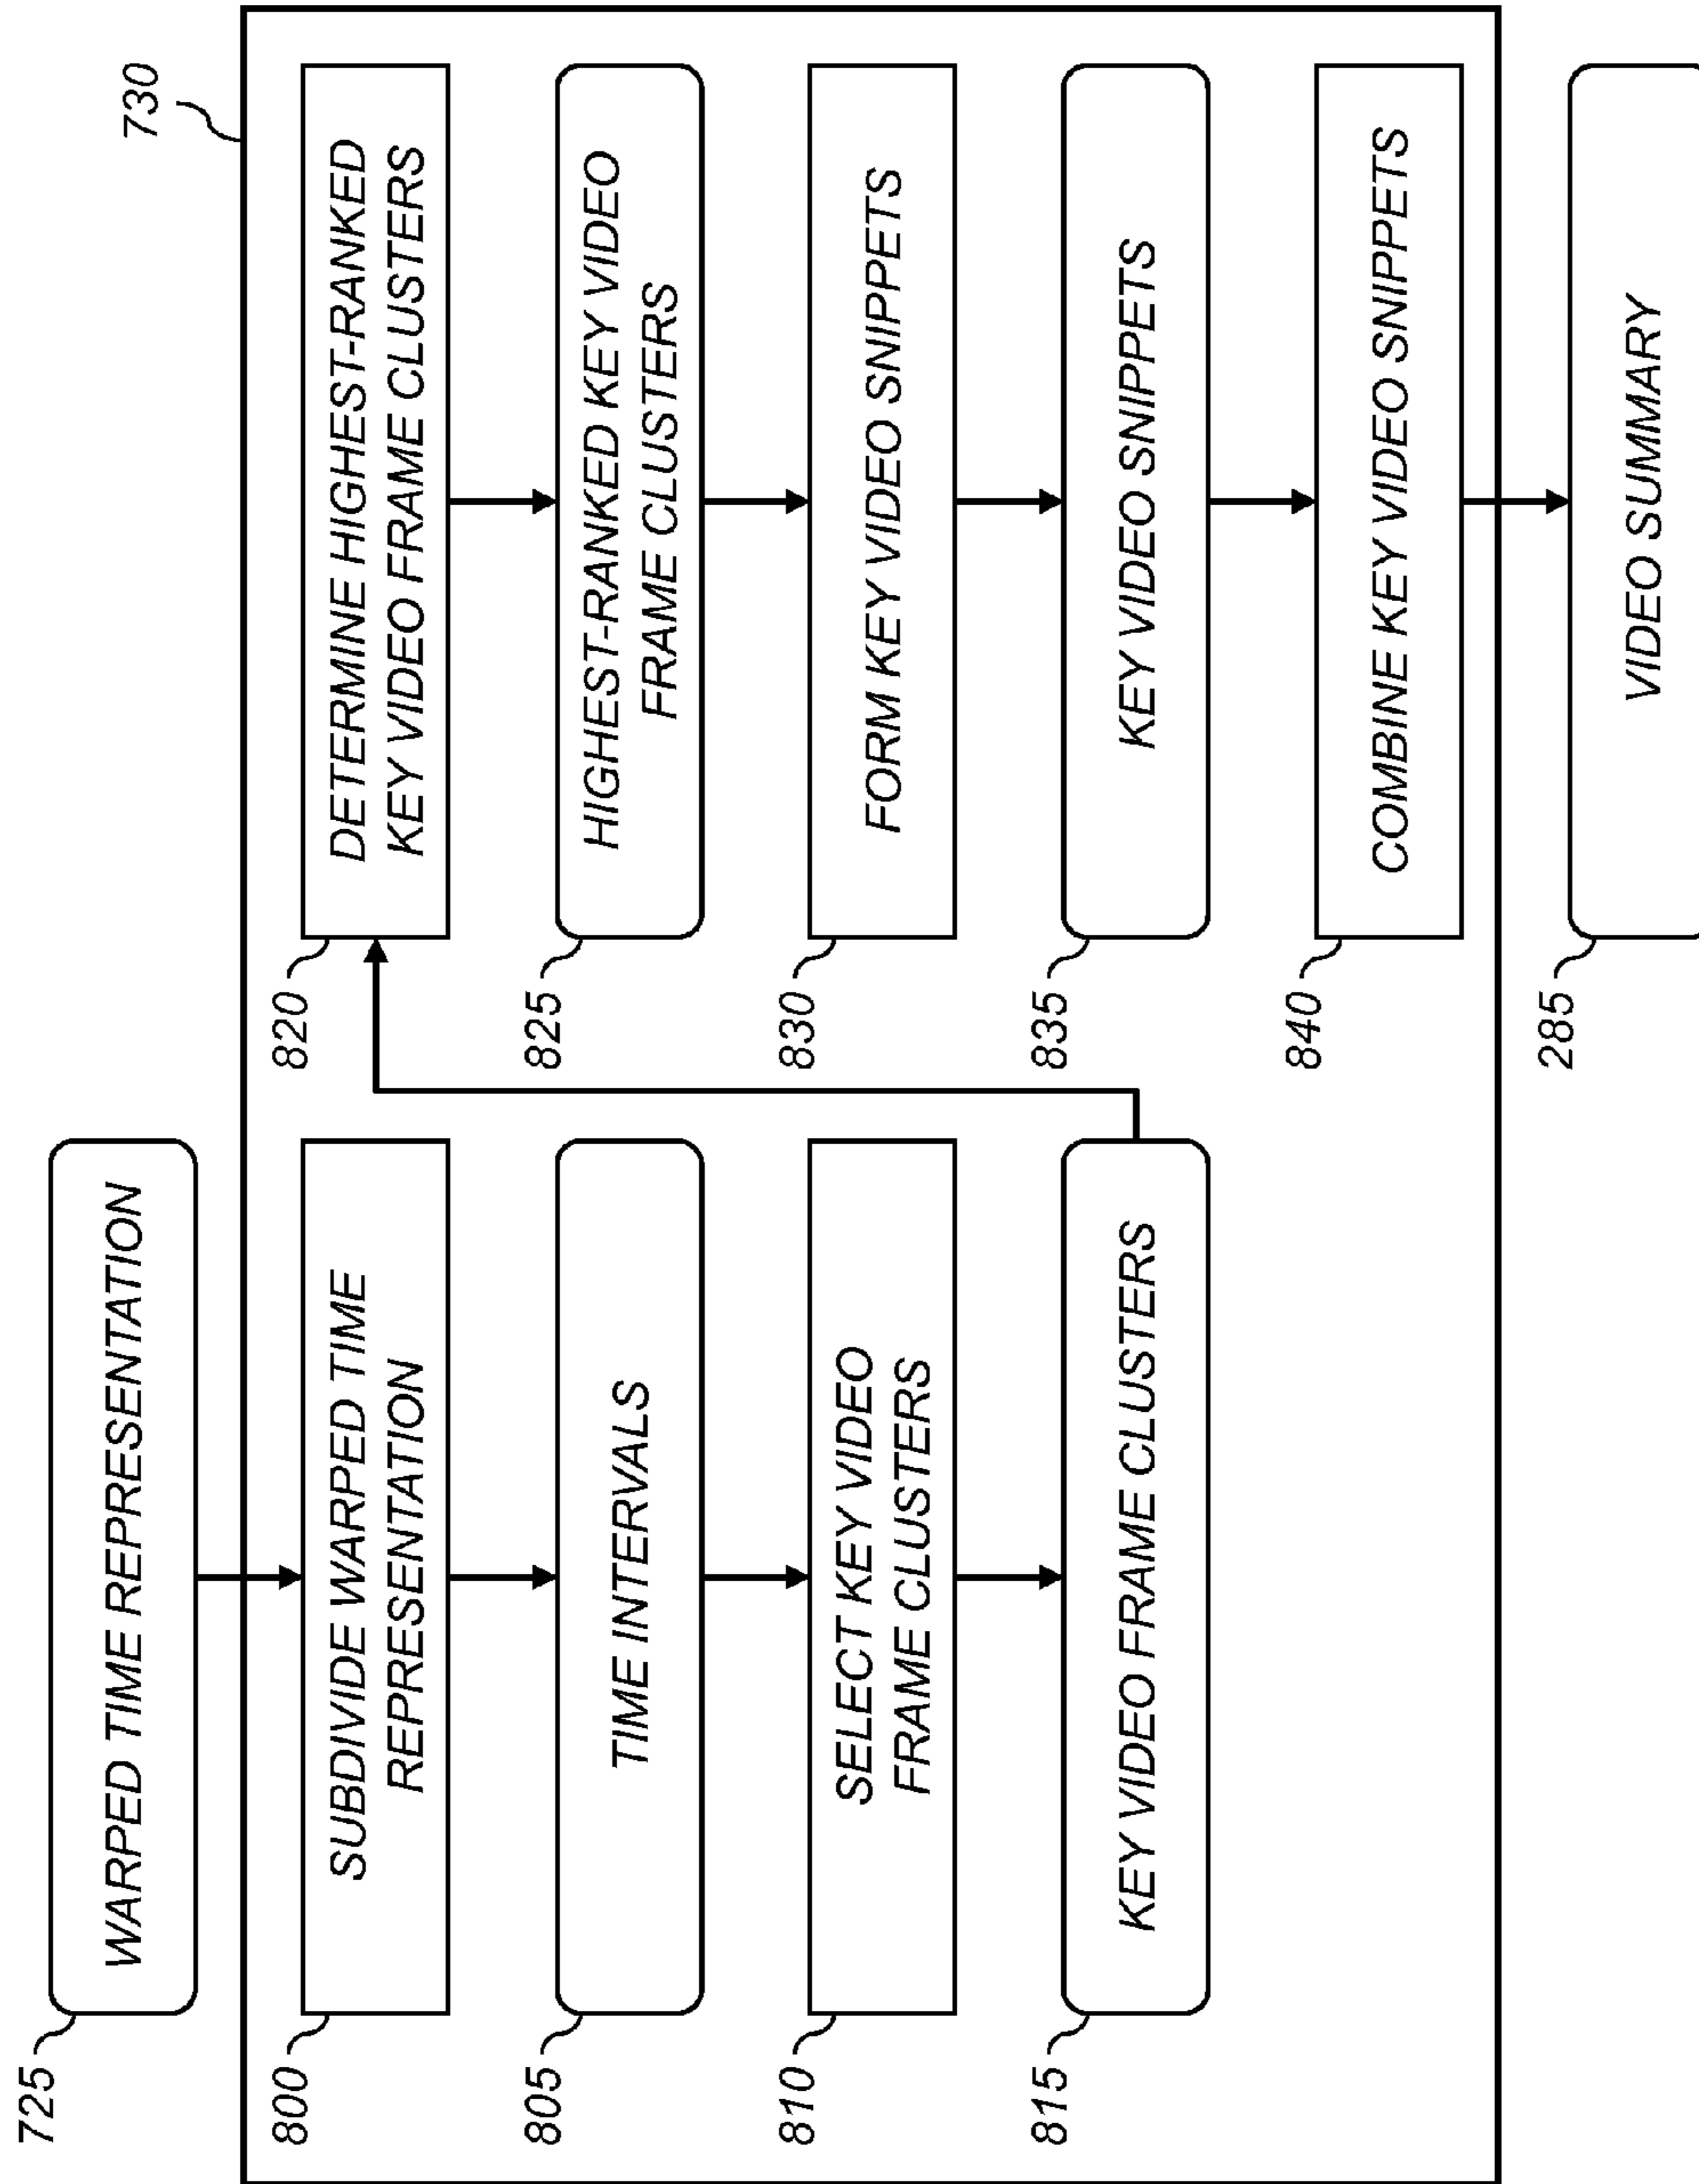 725
WARPED TIME REPRESENTATION
730
800
SUBDIVIDE WARPED TIME
REPRESENTATION
805
TIME INTERVALS
810
SELECT KEY VIDEO
FRAME CLUSTERS
815
KEY VIDEO FRAME CLUSTERS
820
DETERMINE HIGHEST-RANKED
KEY VIDEO FRAME CLUSTERS
825
HIGHEST-RANKED KEY VIDEO
FRAME CLUSTERS
830
FORM KEY VIDEO SNIPPETS
835
KEY VIDEO SNIPPETS
840
COMBINE KEY VIDEO SNIPPETS
285
VIDEO SUMMARY